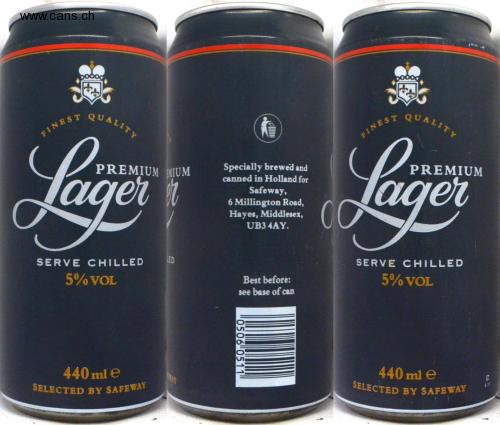 www.cans.ch
FINEST QUALITY
PREMIUM
Lager
SERVE CHILLED
5% VOL
440 ml e
SELECTED BY SAFEWAY
Specially brewed and
canned in Holland for
Safeway,
6 Millington Road,
Hayes, Middlesex,
UB3 4AY.
Best before:
see base of can
0506 0511
FINEST QUALITY
PREMIUM
Lager
SERVE CHILLED
5% VOL
440 ml e
SELECTED BY SAFEWAY